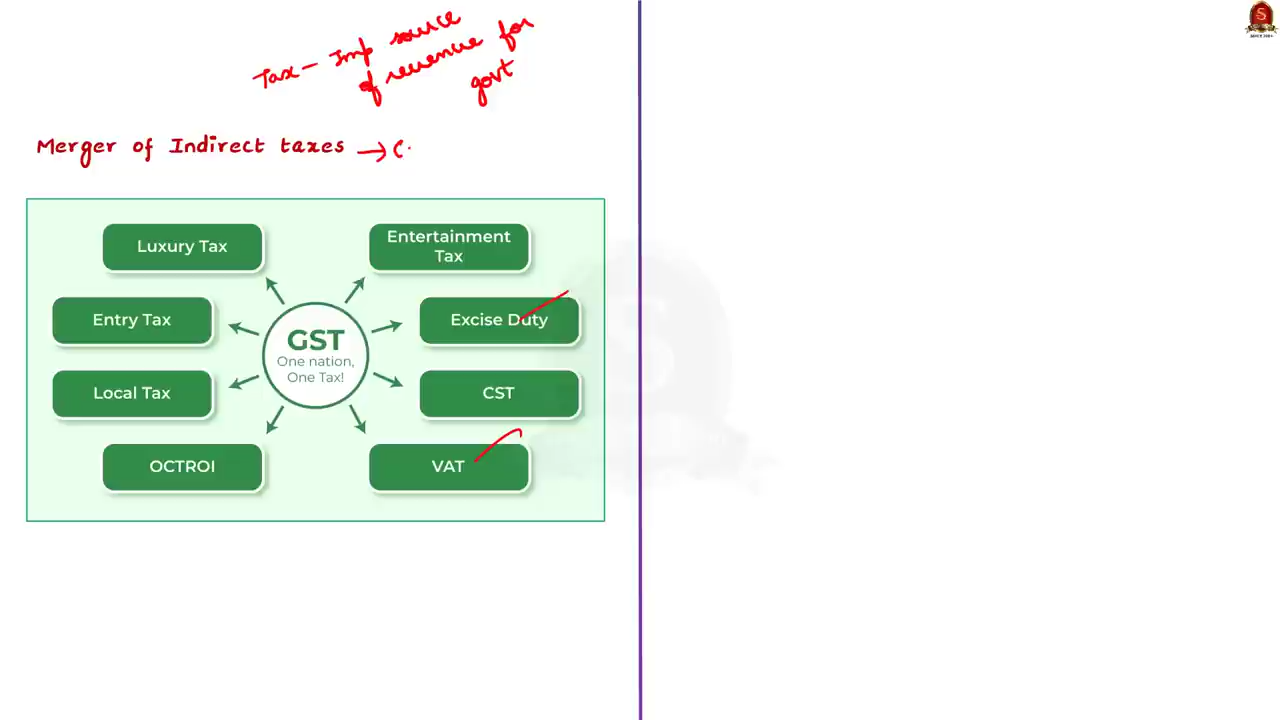 Tax - Imp source
of revenue for
govt
Merger of Indirect taxes → (.
Luxury Tax
Entertainment
Tax
Entry Tax
Excise Duty
GST
One nation,
One Tax!
Local Tax
CST
OCTROI
VAT
S